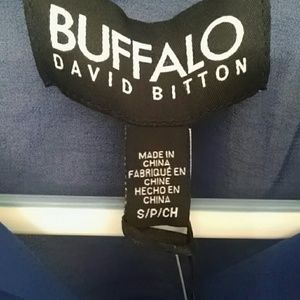 BUFFALO
DAVID BITTON
MADE IN
CHINA
FABRIQUÉ EN
CHINE
HECHO EN
CHINA
S/P/CH